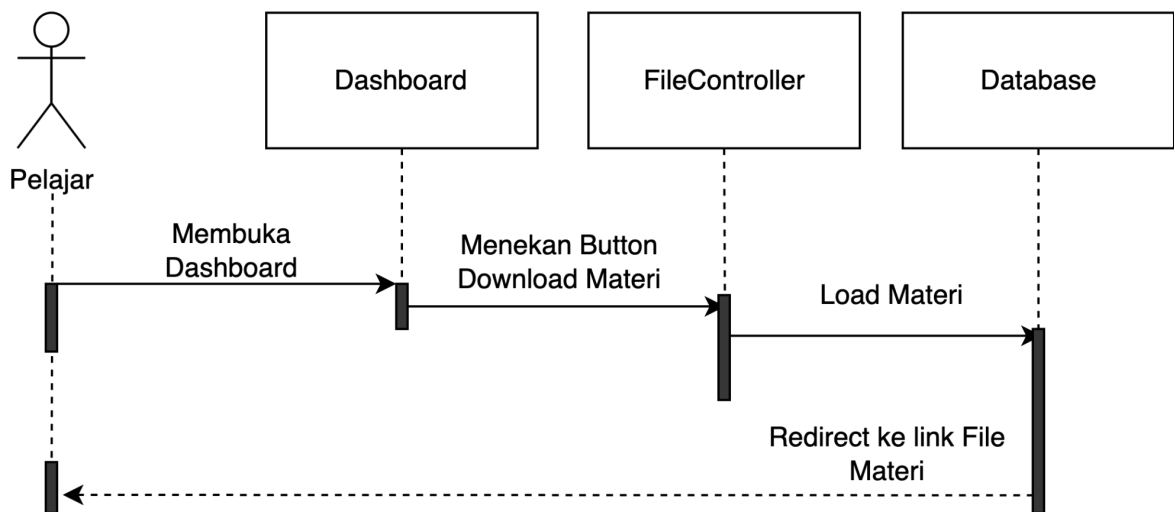 Dashboard
FileController
Database
Pelajar
Membuka
Dashboard
Menekan Button
Download Materi
Load Materi
Redirect ke link File
Materi